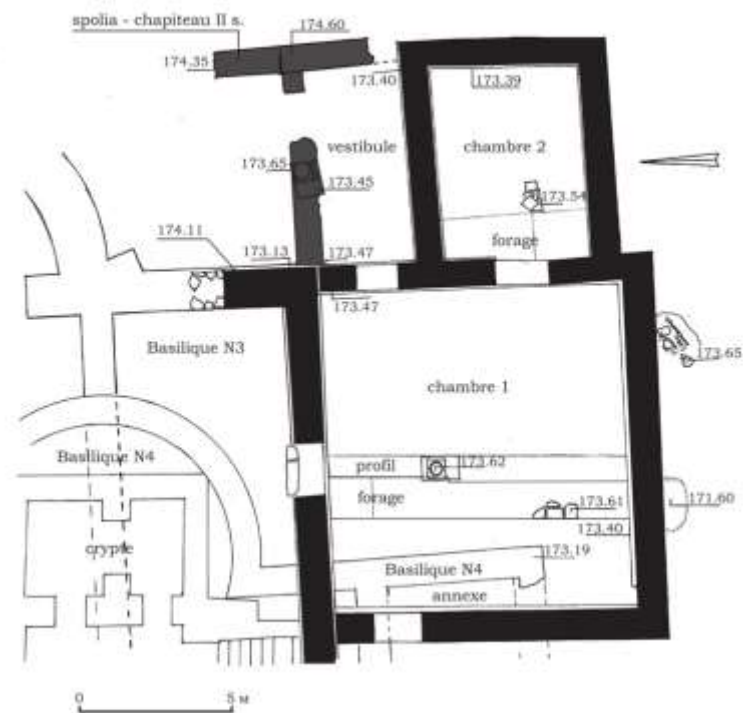 spolia - chapiteau II s.
174.60
174.35
173.40
173.39
vestibule
chambre 2
173.65
173.45
173.54
174.11
forage
173.13
173.47
173.47
Basilique N3
173.65
chambre 1
Basilique N4
profil
173.62
forage
173.61
171.60
173.40
crypte
173.19
Basilique N4
annexe
0 5 м